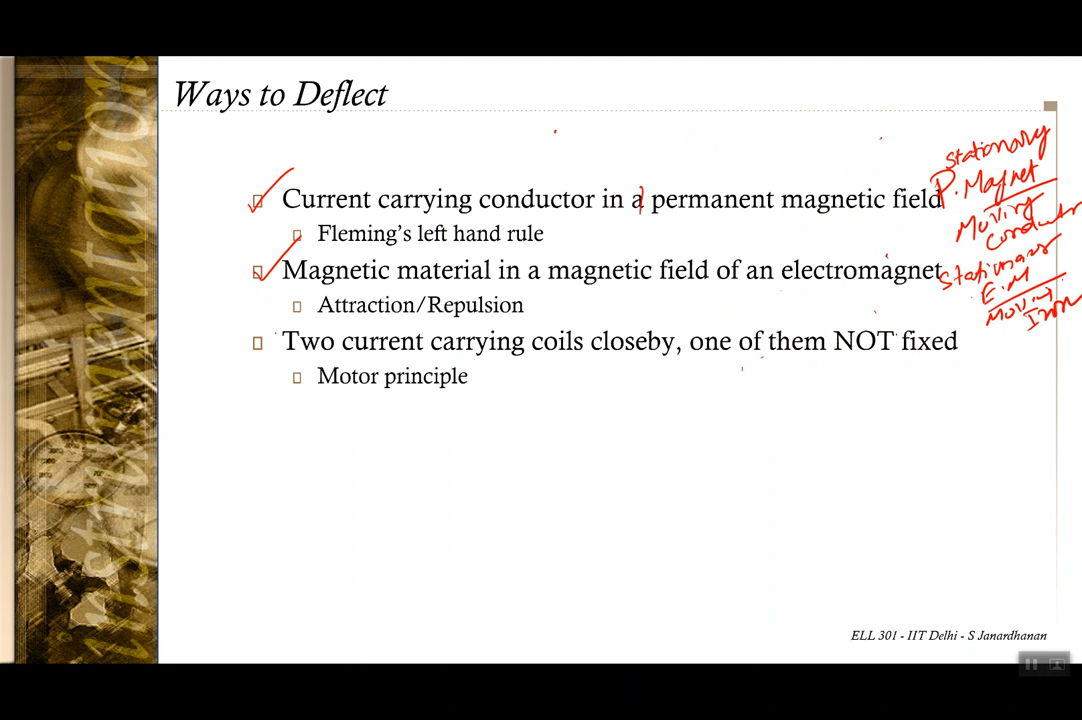 Ways to Deflect
Current carrying conductor in a permanent magnetic field
Fleming's left hand rule
Magnetic material in a magnetic field of an electromagnet
Attraction/Repulsion
Two current carrying coils closeby, one of them NOT fixed
Motor principle
Stationary
P. Magnet
Moving
Conductor
Stationary
E.M
Moving
Iron
ELL 301 - IIT Delhi - S Janardhanan
instrumentation